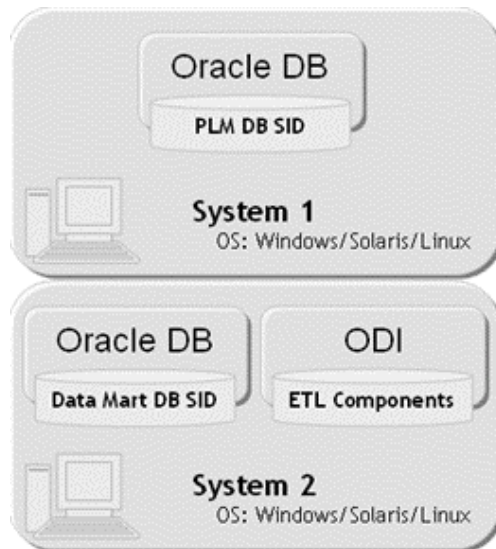 Oracle DB
PLM DB SID
System 1
OS: Windows/Solaris/Linux
Oracle DB
Data Mart DB SID
ODI
ETL Components
System 2
OS: Windows/Solaris/Linux